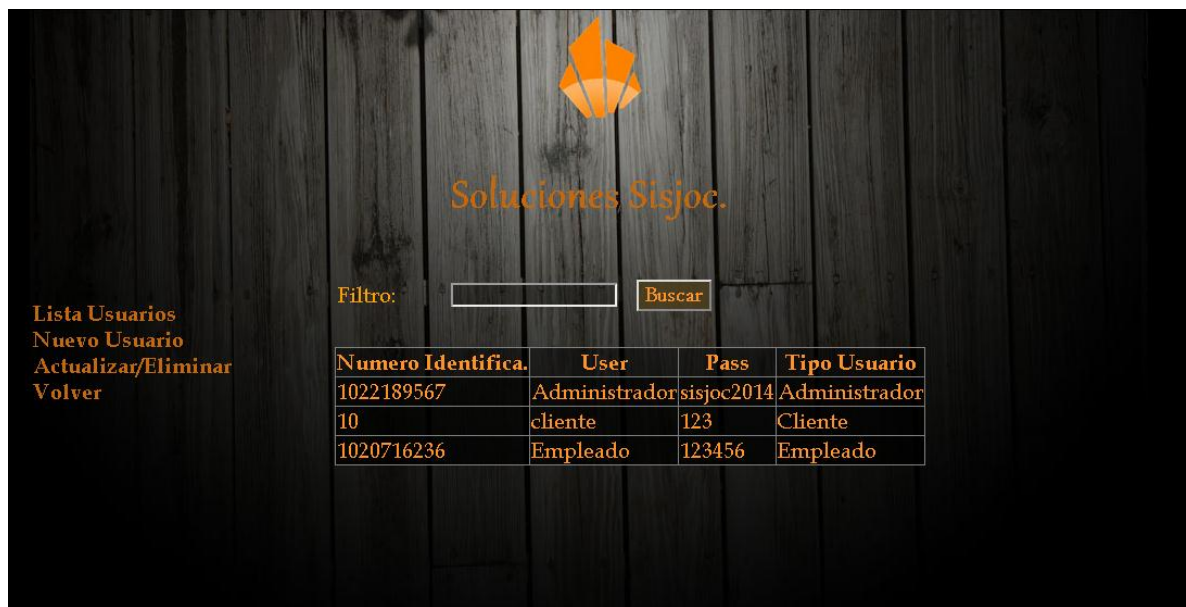 Soluciones Sisjoc.
Filtro: Buscar
Lista Usuarios
Nuevo Usuario
Actualizar/Eliminar
Volver
Numero Identifica. User Pass Tipo Usuario
1022189567 Administrador sisjoc2014 Administrador
10 cliente 123 Cliente
1020716236 Empleado 123456 Empleado